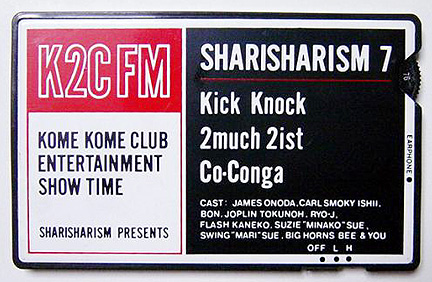 K2C FM
KOME KOME CLUB
ENTERTAINMENT
SHOW TIME
SHARISHARISM PRESENTS
SHARISHARISM 7
Kick Knock
2much 2ist
Co-Conga
CAST: JAMES ONODA, CARL SMOKY ISHII,
BON, JOPLIN TOKUNOH, RYO-J,
FLASH KANEKO, SUZIE "MINAKO" SUE,
SWING "MARI" SUE, BIG HORNS BEE & YOU
OFF L H
EARPHONE